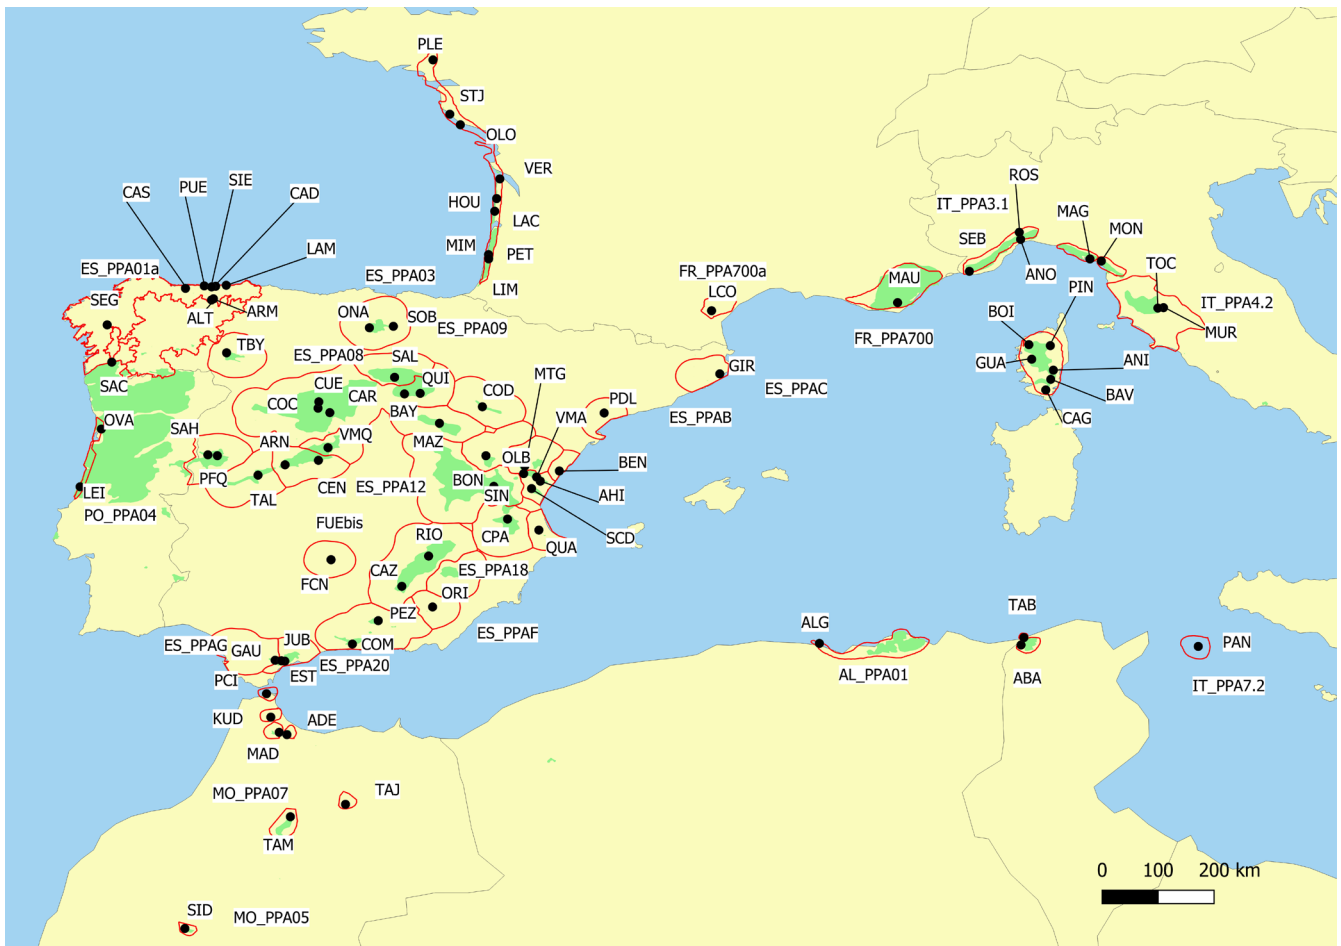 PLE
STJ
OLO
VER
HOU
LAC
MIM
PET
LIM
CAS
PUE
SIE
CAD
LAM
ES_PPA01a
ES_PPA03
SEG
ALT
ARM
ONA
SOB
ES_PPA09
TBY
SAC
ES_PPA08
SAL
CUE
CAR
QUI
COC
BAY
COD
MTG
VMA
PDL
OVA
SAH
ARN
VMQ
MAZ
OLB
BEN
PFQ
TAL
CEN
ES_PPA12
BON
SIN
AHI
SCD
LEI
PO_PPA04
FUEbis
RIO
CPA
QUA
FCN
CAZ
ES_PPA18
ORI
PEZ
COM
ES_PPAF
ES_PPAG
JUB
GAU
ES_PPA20
EST
PCI
KUD
ADE
MAD
MO_PPA07
TAJ
TAM
SID
MO_PPA05
FR_PPA700a
LCO
GIR
ES_PPAB
ES_PPAC
MAU
FR_PPA700
IT_PPA3.1
ROS
SEB
ANO
MAG
MON
TOC
IT_PPA4.2
MUR
PIN
BOI
GUA
ANI
BAV
CAG
ALG
AL_PPA01
TAB
ABA
PAN
IT_PPA7.2
0 100 200 km